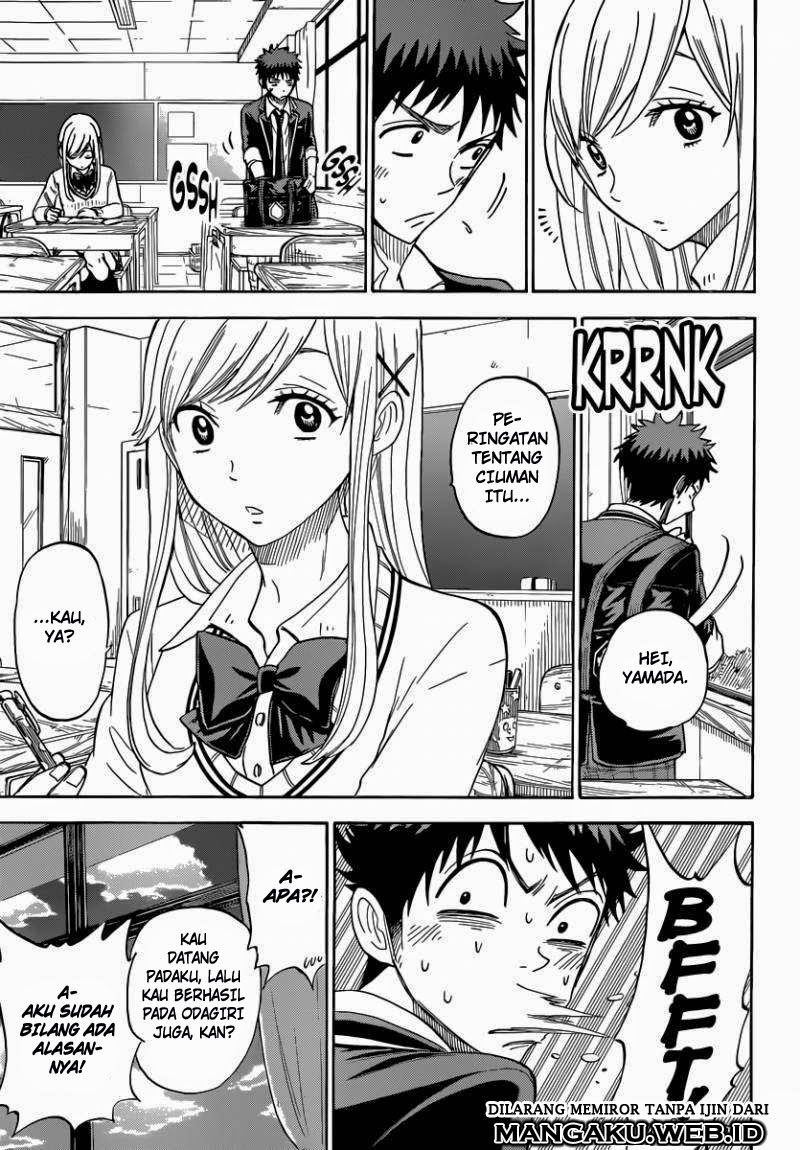 GSSH
GSSH
KRRNK
HEI,
YAMADA.
PE-
RINGATAN
TENTANG
CIUMAN
ITU...
...KAU,
YA?
BFFT!
A-
APA?!
KAU
DATANG
PADAKU, LALU
KAU BERHASIL
PADA ODAGIRI
JUGA, KAN?
A-
AKU SUDAH
BILANG ADA
ALASAN-
NYA!
DILARANG MEMIROR TANPA IJIN DARI
MANGAKU.WEB.ID